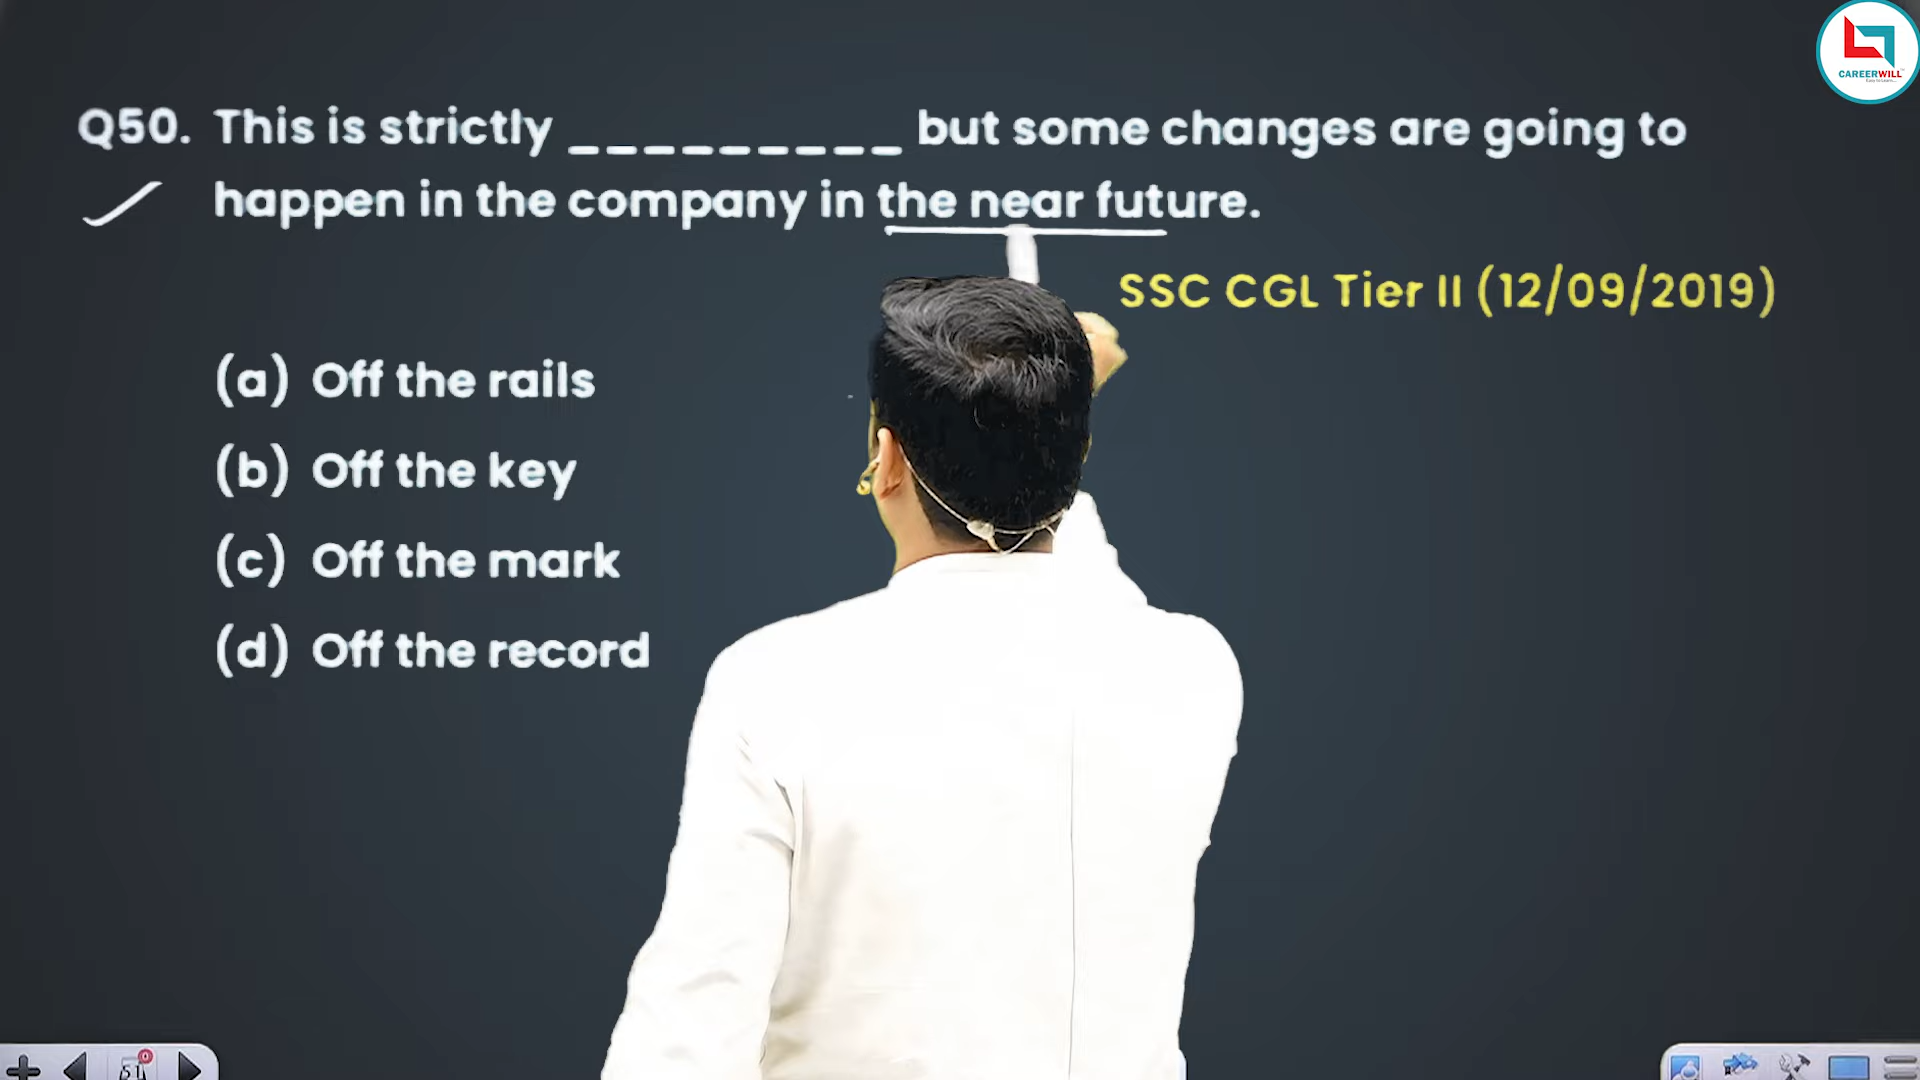 CAREERWILL
Q50. This is strictly _________ but some changes are going to
happen in the company in the near future.
SSC CGL Tier II (12/09/2019)
(a) Off the rails
(b) Off the key
(c) Off the mark
(d) Off the record
51